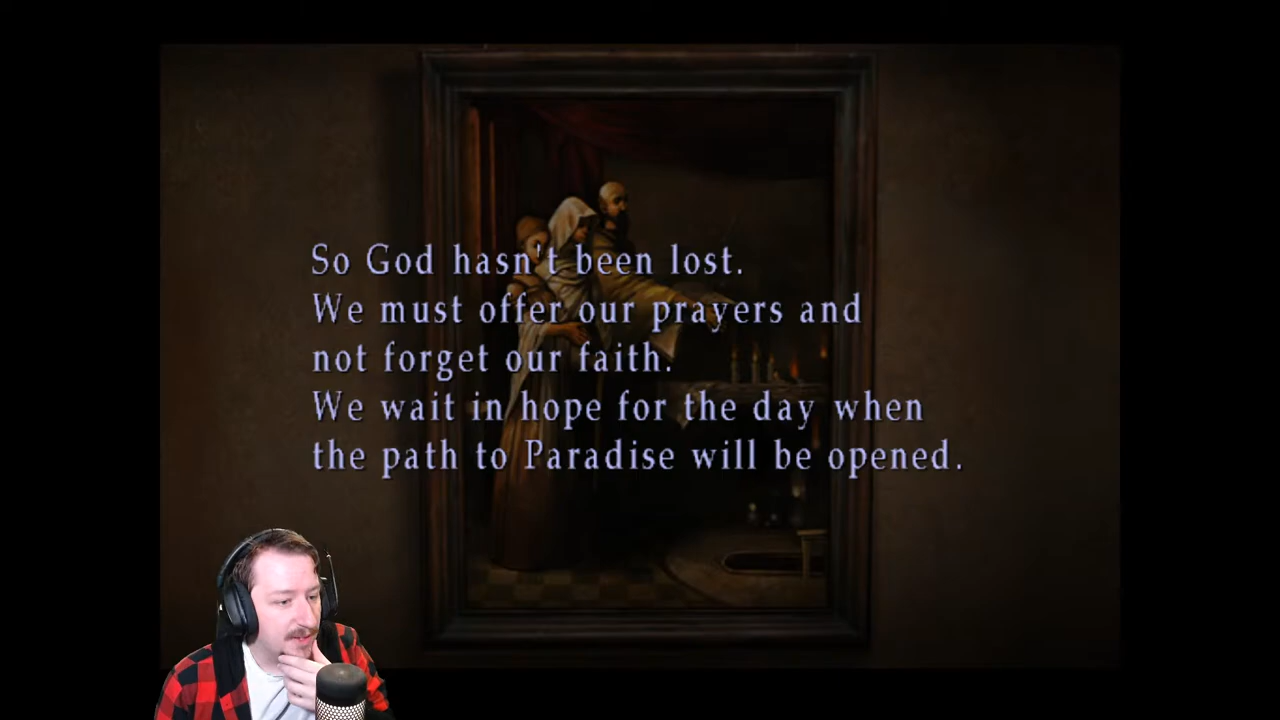 So God hasn't been lost.
We must offer our prayers and
not forget our faith.
We wait in hope for the day when
the path to Paradise will be opened.